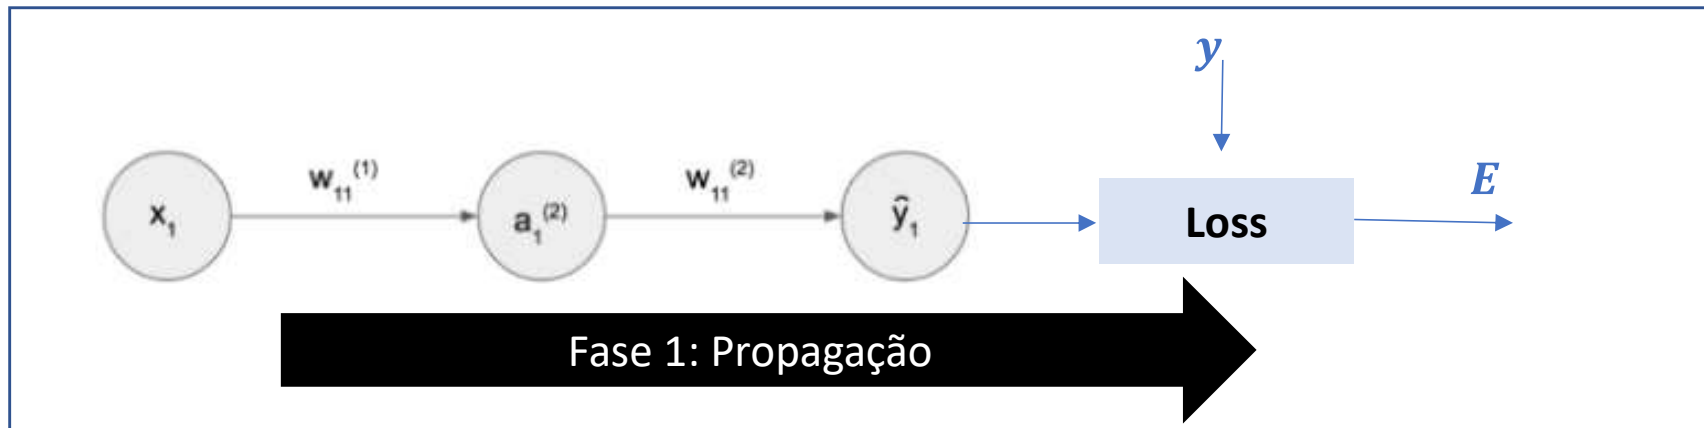 y
w₁₁⁽¹⁾
w₁₁⁽²⁾
E
x₁
a₁⁽²⁾
ŷ₁
Loss
Fase 1: Propagação